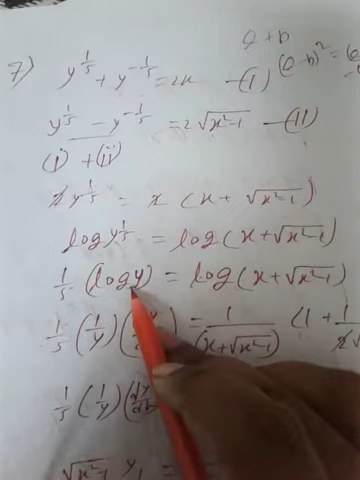 a + b
7) y^{1/5} + y^{-1/5} = 2x —(I) (a-b)² = (a
y^{1/5} - y^{-1/5} = 2√(x²-1) —(II)
(i) + (ii)
2y^{1/5} = 2 (x + √(x²-1))
log y^{1/5} = log (x + √(x²-1))
1/5 (log y) = log (x + √(x²-1))
1/5 (1/y) ( ) = 1/(x+√(x²-1)) (1 + 1/2√
1/5 (1/y) (dy/dx
√(x²-1) y₁ =